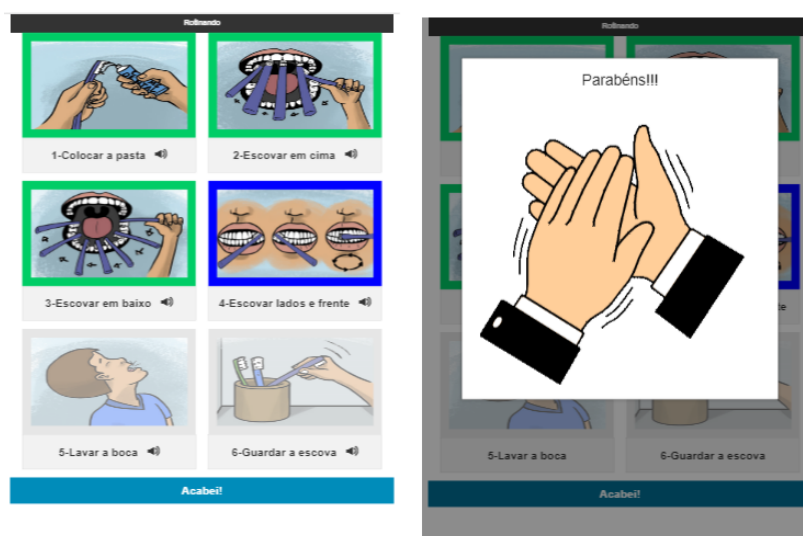 Rotinando
1-Colocar a pasta
2-Escovar em cima
3-Escovar em baixo
4-Escovar lados e frente
5-Lavar a boca
6-Guardar a escova
Acabei!
Rotinando
Parabéns!!!
te
5-Lavar a boca
6-Guardar a escova
Acabei!